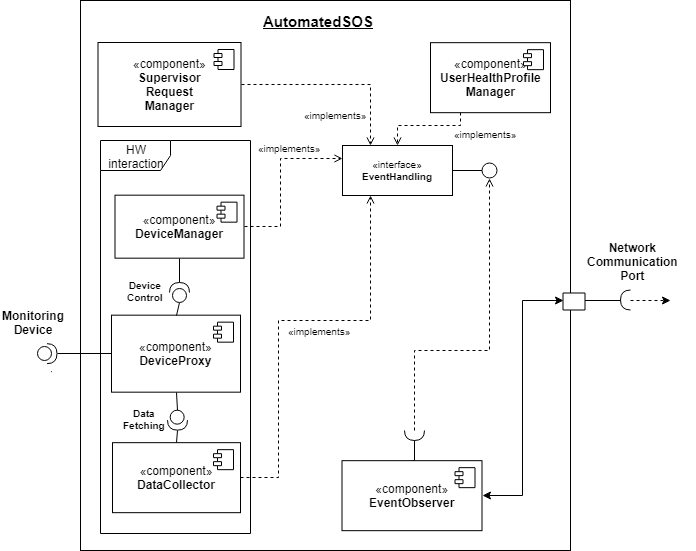 AutomatedSOS
«component»
Supervisor
Request
Manager
«component»
UserHealthProfile
Manager
«implements»
«implements»
«implements»
HW
interaction
«interface»
EventHandling
«component»
DeviceManager
Device
Control
Network
Communication
Port
Monitoring
Device
«component»
DeviceProxy
«implements»
Data
Fetching
«component»
DataCollector
«component»
EventObserver